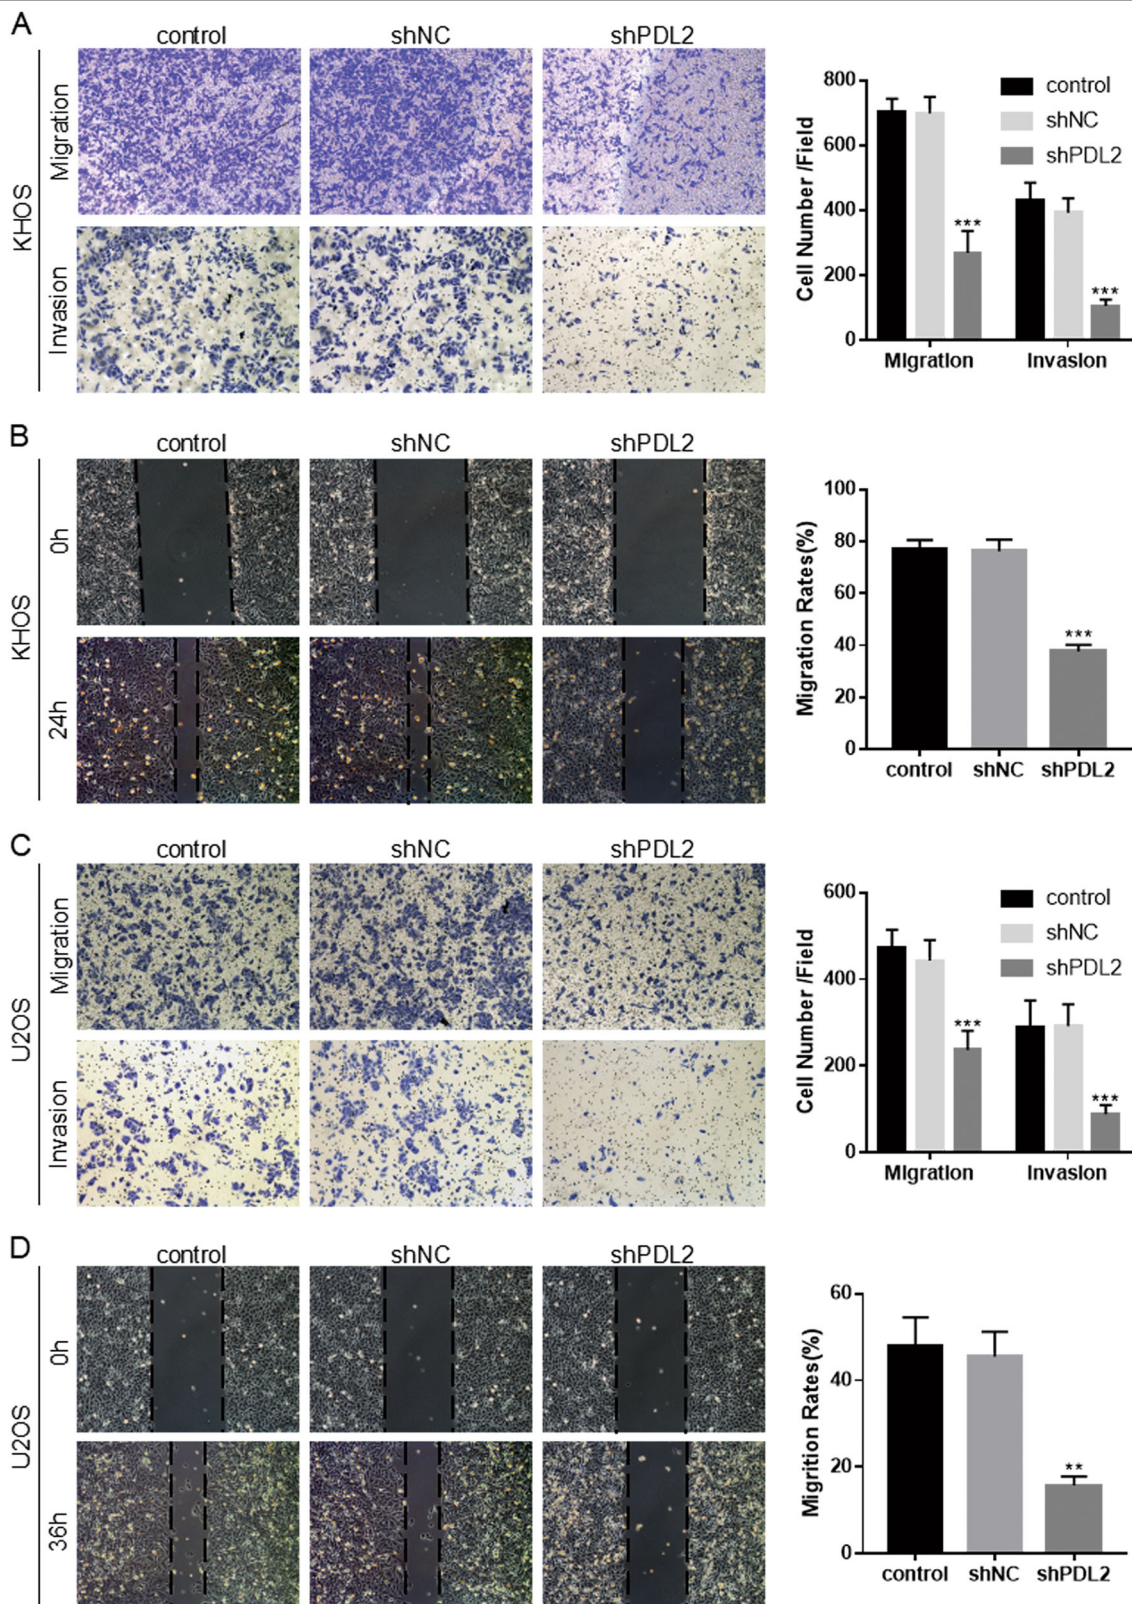 A
control shNC shPDL2
KHOS
Migration
Invasion
Cell Number /Field
800
600
400
200
0
control
shNC
shPDL2
***
***
Migration Invasion
B
control shNC shPDL2
KHOS
0h
24h
Migration Rates(%)
100
80
60
40
20
0
***
control shNC shPDL2
C
control shNC shPDL2
U2OS
Migration
Invasion
Cell Number /Field
600
400
200
0
control
shNC
shPDL2
***
***
Migration Invasion
D
control shNC shPDL2
U2OS
0h
36h
Migrition Rates(%)
60
40
20
0
**
control shNC shPDL2